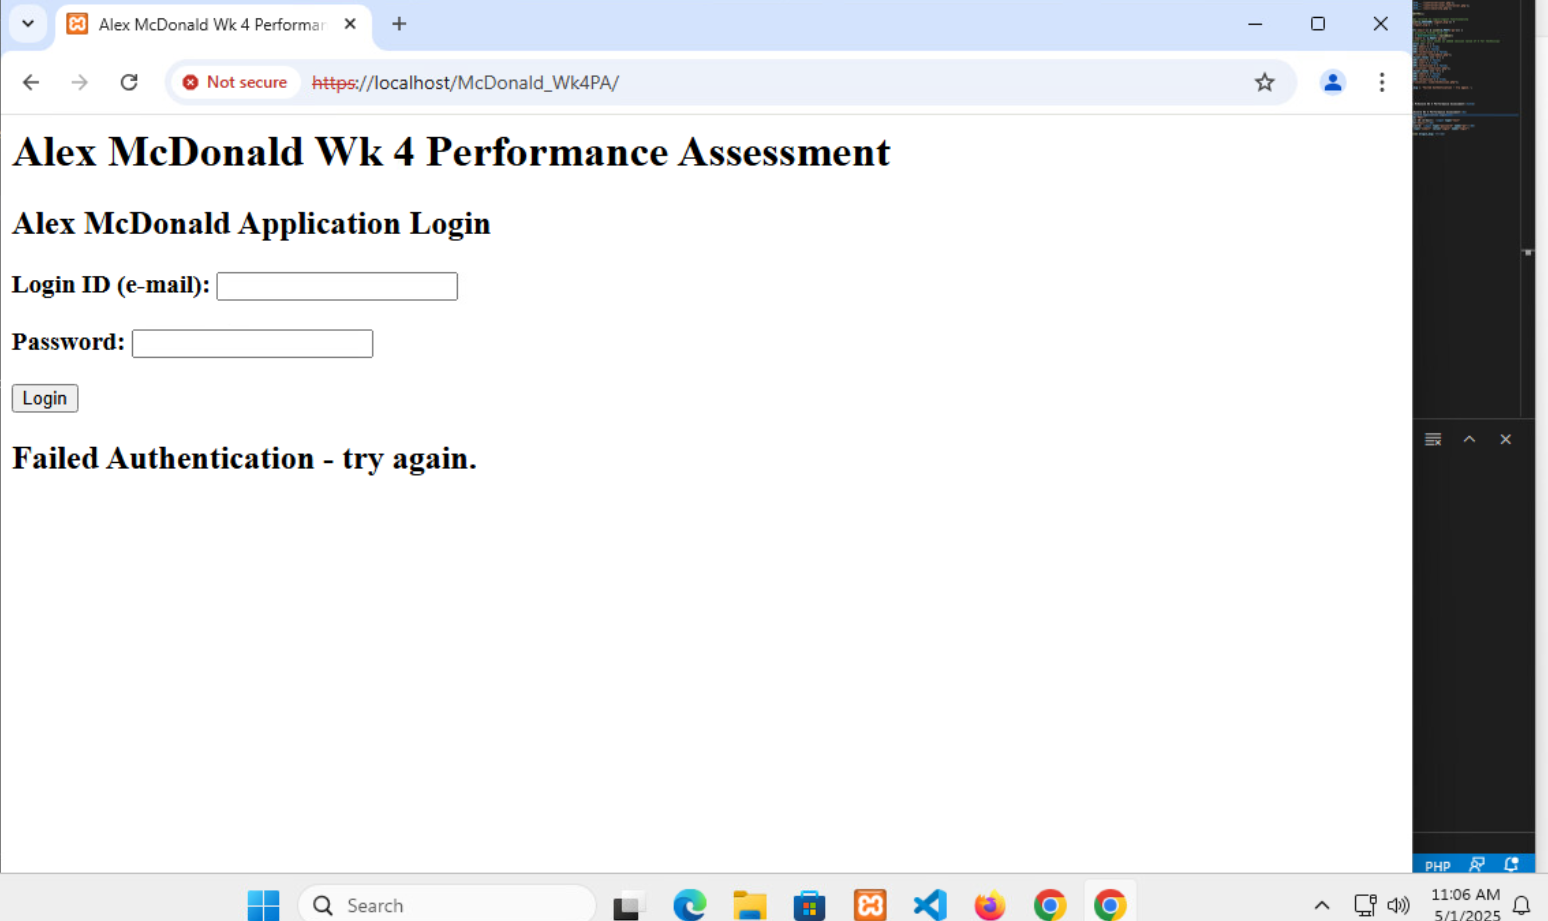 Alex McDonald Wk 4 Performar
Not secure https://localhost/McDonald_Wk4PA/
Alex McDonald Wk 4 Performance Assessment
Alex McDonald Application Login
Login ID (e-mail):
Password:
Login
Failed Authentication - try again.
PHP
Search
11:06 AM
5/1/2025